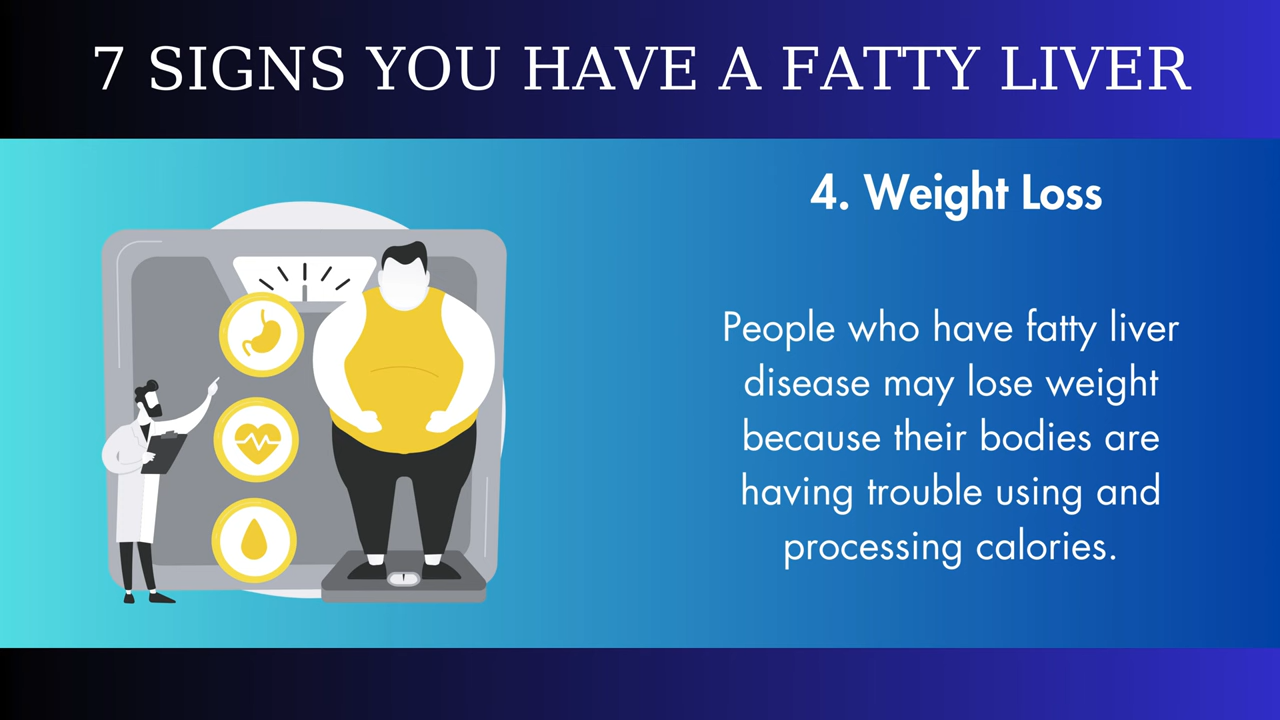 7 SIGNS YOU HAVE A FATTY LIVER
4. Weight Loss
People who have fatty liver
disease may lose weight
because their bodies are
having trouble using and
processing calories.